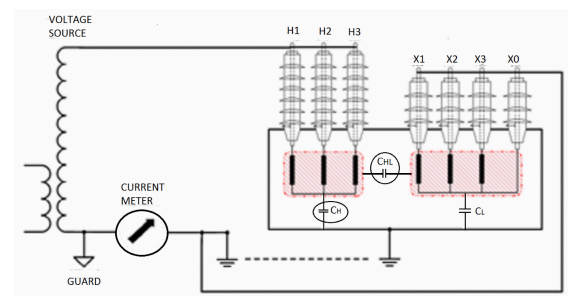 VOLTAGE
SOURCE
H1 H2 H3
X1 X2 X3 X0
CHL
CURRENT
METER
CH
CL
GUARD